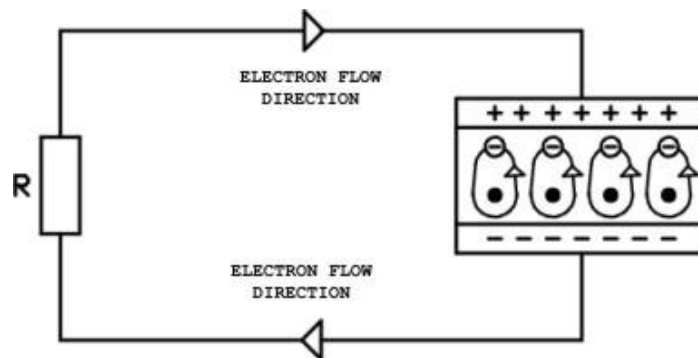 ELECTRON FLOW
DIRECTION
+ + + + + + +
R
- - - - - - -
ELECTRON FLOW
DIRECTION